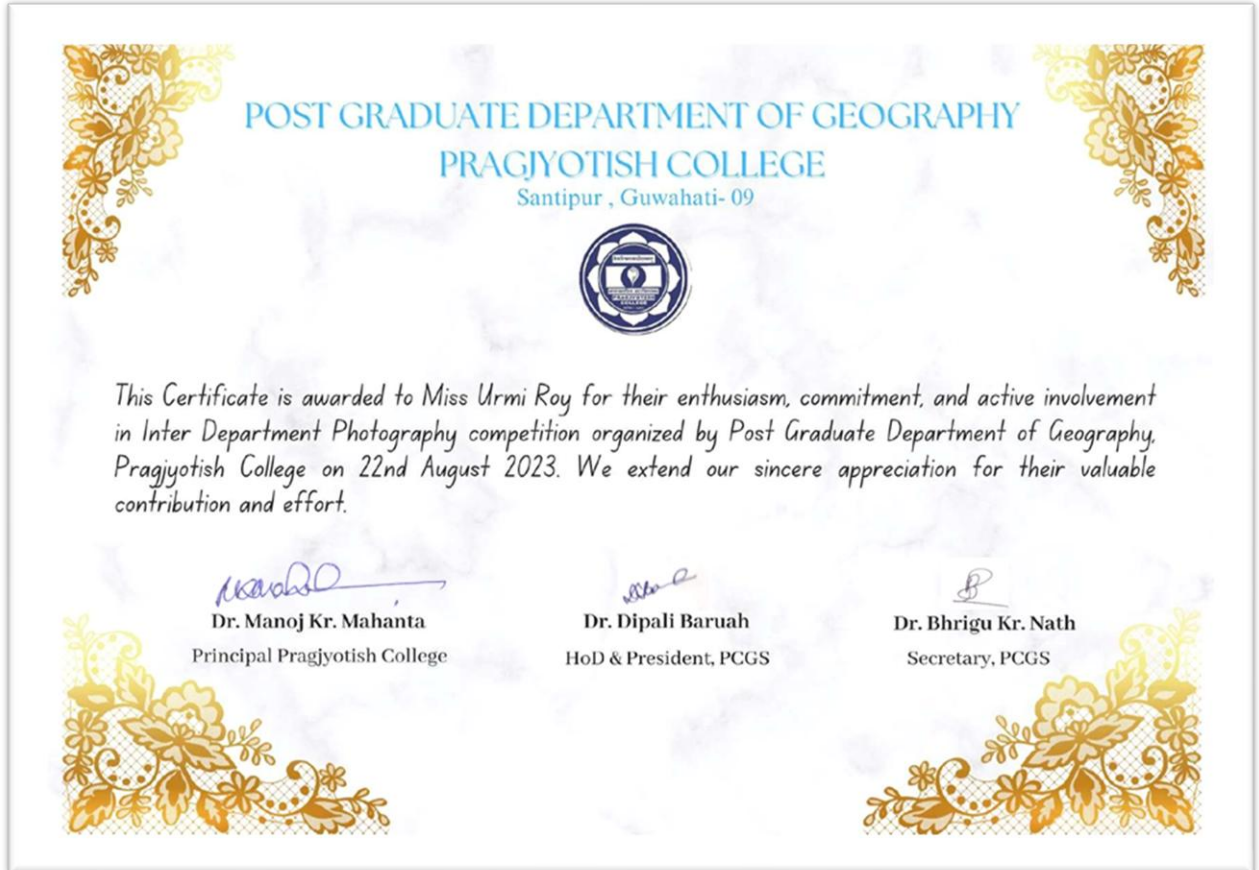 POST GRADUATE DEPARTMENT OF GEOGRAPHY
PRAGJYOTISH COLLEGE
Santipur , Guwahati- 09
PRAGJYOTISH
COLLEGE
This Certificate is awarded to Miss Urmi Roy for their enthusiasm, commitment, and active involvement
in Inter Department Photography competition organized by Post Graduate Department of Geography,
Pragjyotish College on 22nd August 2023. We extend our sincere appreciation for their valuable
contribution and effort.
Dr. Manoj Kr. Mahanta
Principal Pragjyotish College
Dr. Dipali Baruah
HoD & President, PCGS
Dr. Bhrigu Kr. Nath
Secretary, PCGS